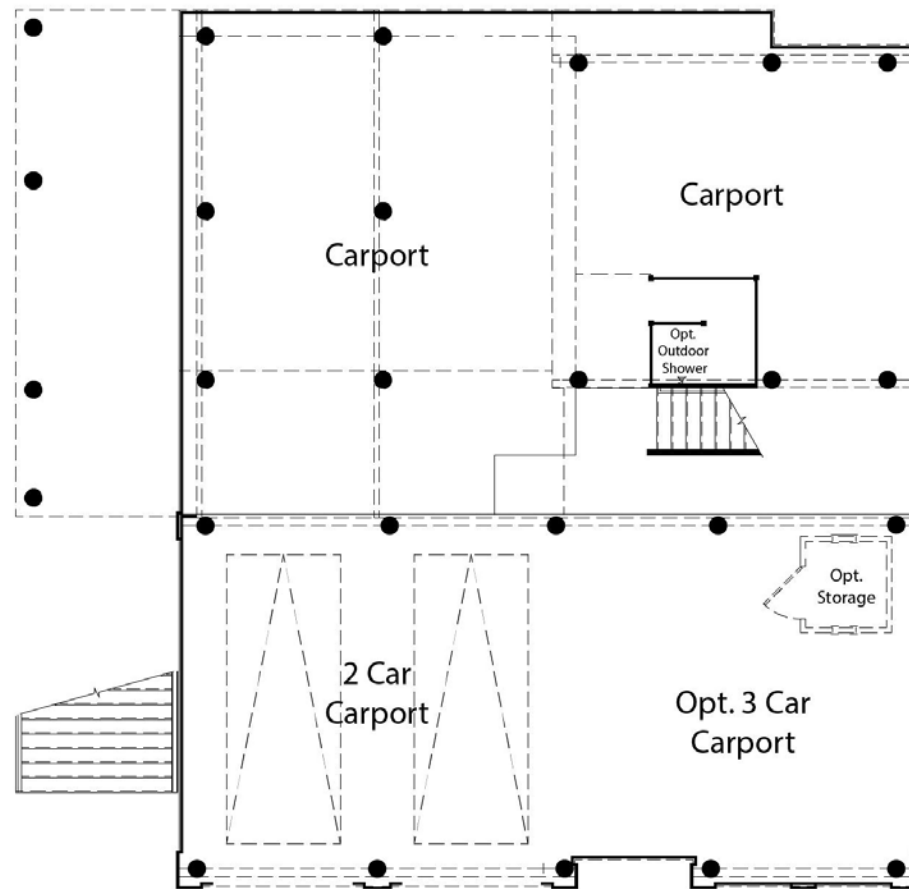 Carport
Carport
Opt.
Outdoor
Shower
Opt.
Storage
2 Car
Carport
Opt. 3 Car
Carport